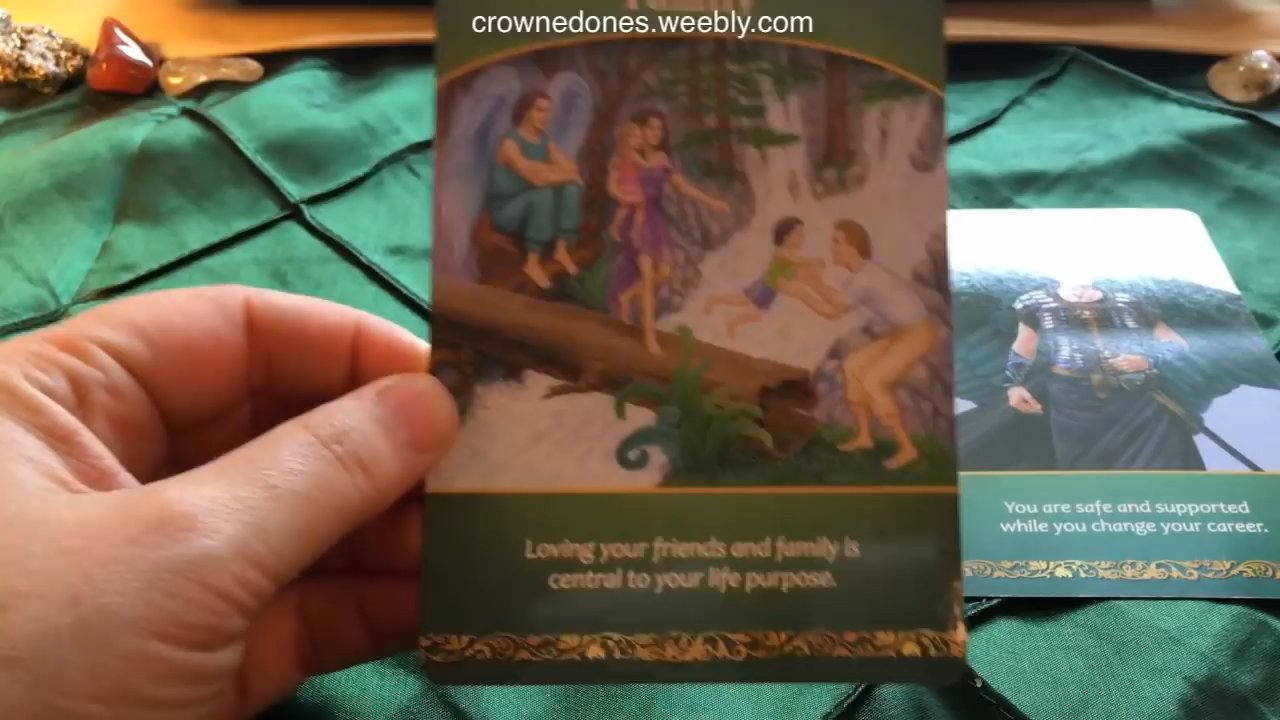 crownedones.weebly.com
Loving your friends and family is
central to your life purpose.
You are safe and supported
while you change your career.